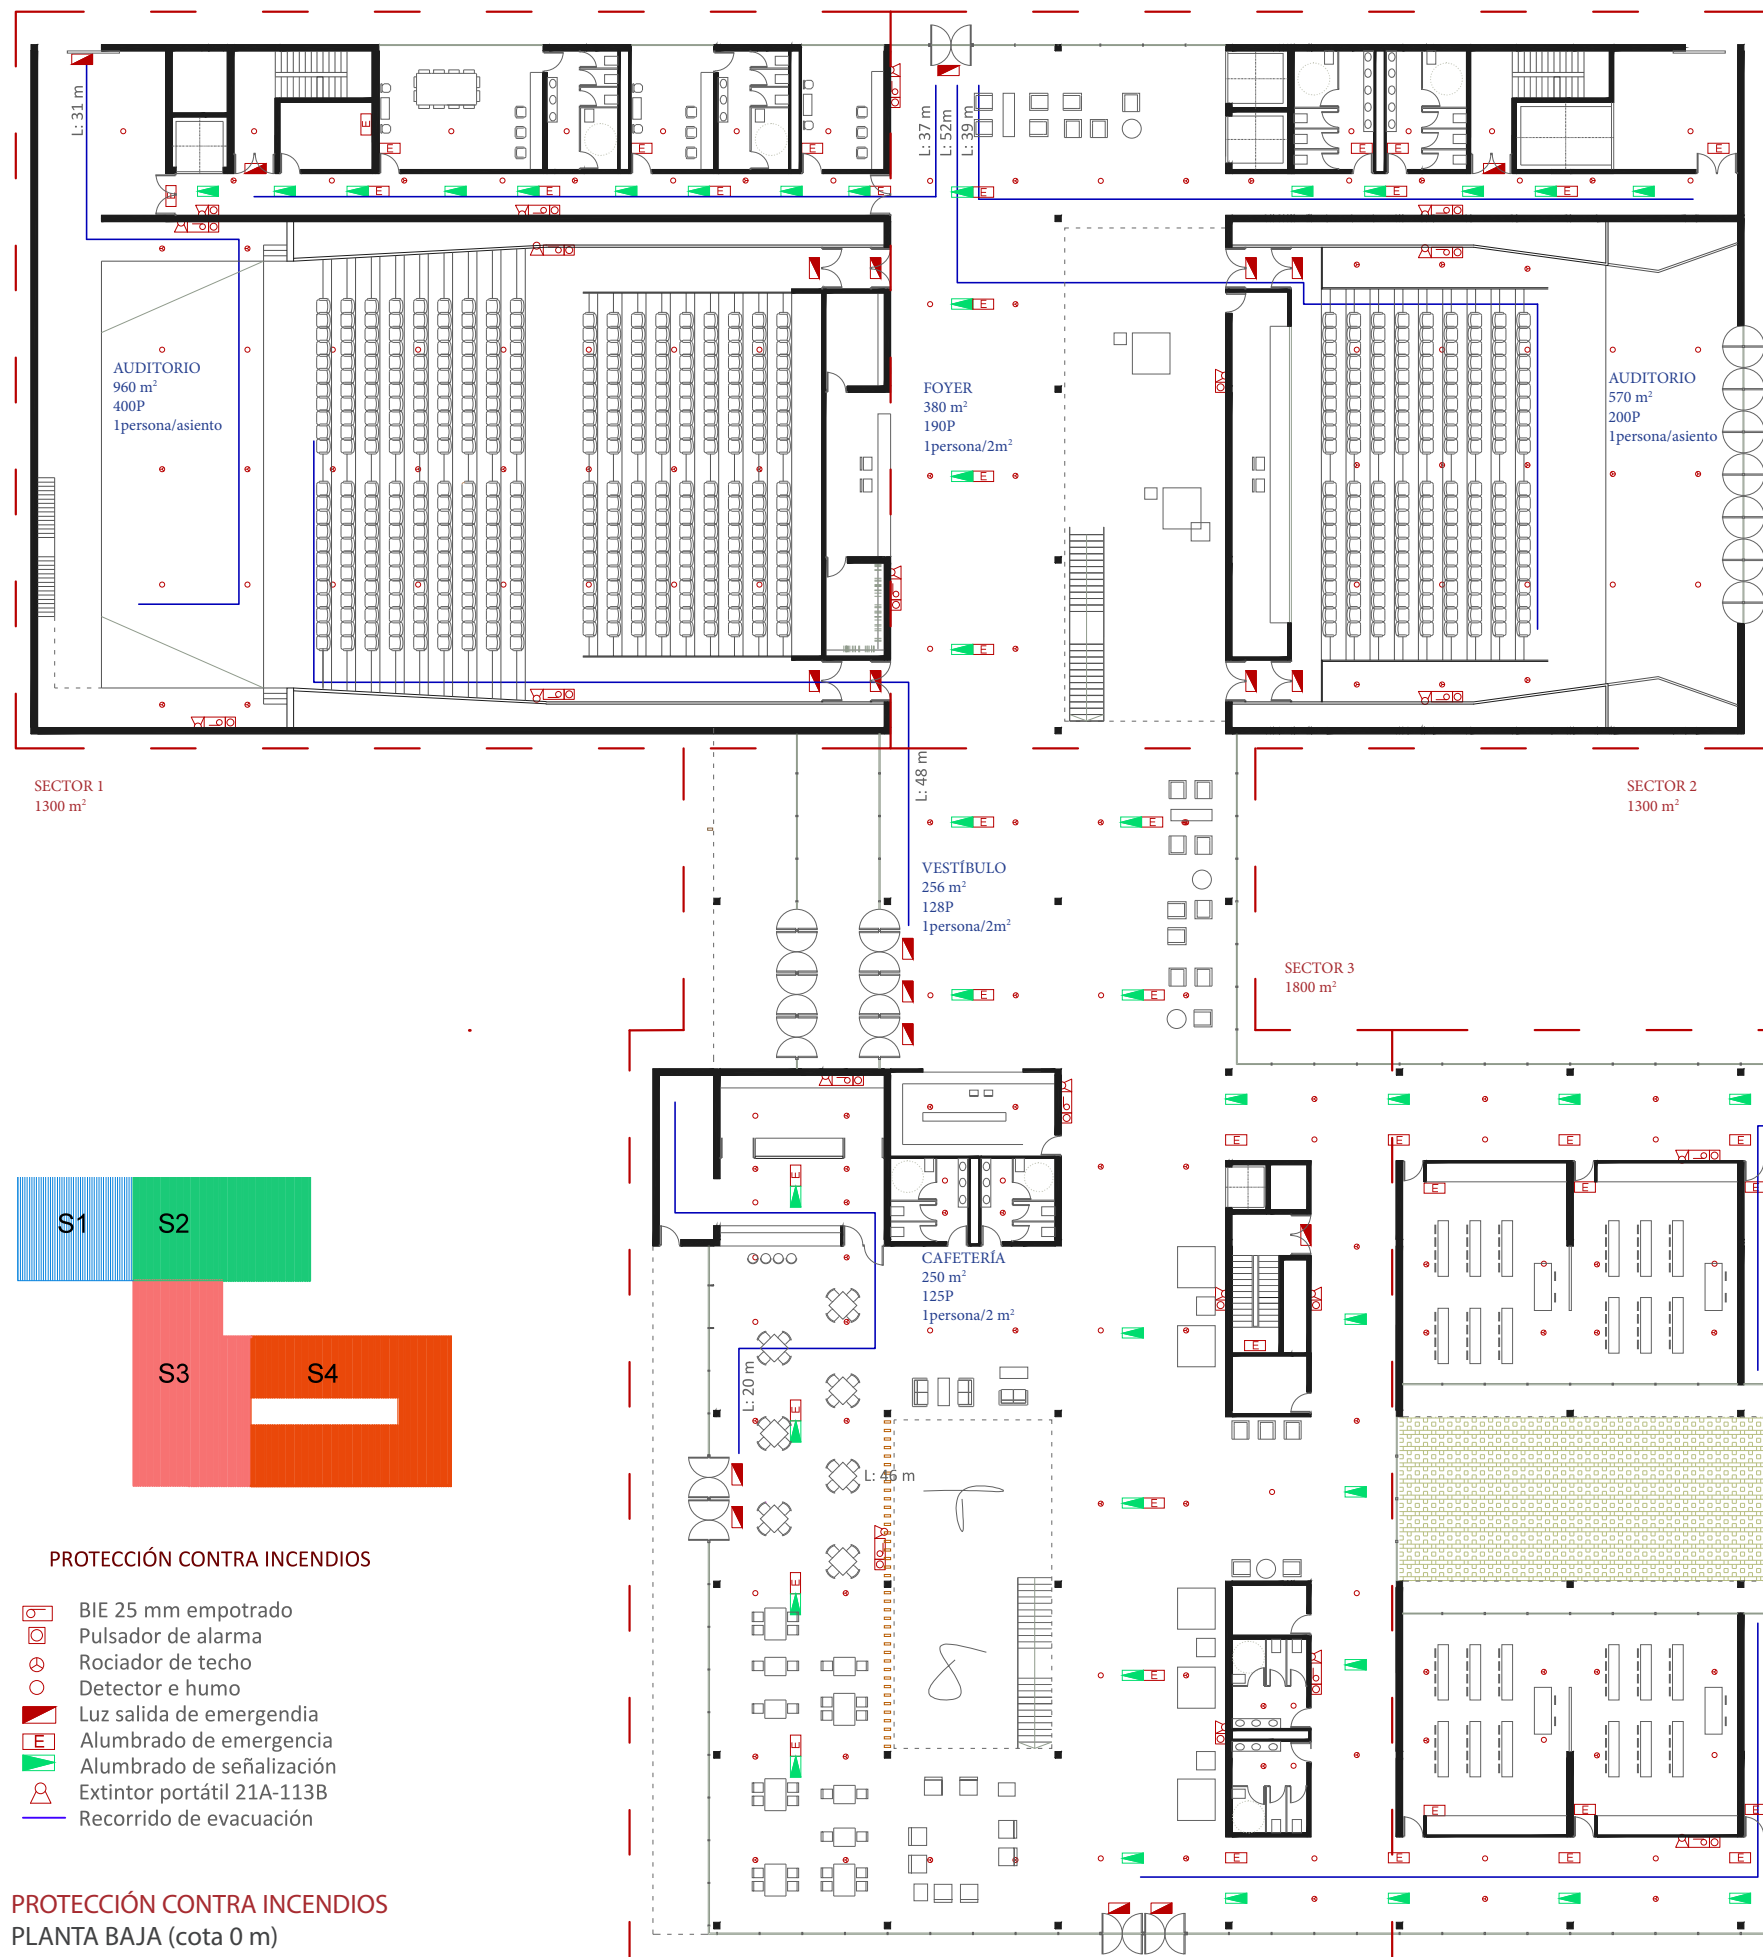 L: 31 m
L: 37 m
L: 52m
L: 39 m
AUDITORIO
960 m²
400P
1persona/asiento
FOYER
380 m²
190P
1persona/2m²
AUDITORIO
570 m²
200P
1persona/asiento
SECTOR 1
1300 m²
L: 48 m
SECTOR 2
1300 m²
VESTÍBULO
256 m²
128P
1persona/2m²
SECTOR 3
1800 m²
S1
S2
S3
S4
CAFETERÍA
250 m²
125P
1persona/2 m²
L: 20 m
L: 46 m
PROTECCIÓN CONTRA INCENDIOS
BIE 25 mm empotrado
Pulsador de alarma
Rociador de techo
Detector e humo
Luz salida de emergendia
E Alumbrado de emergencia
Alumbrado de señalización
Extintor portátil 21A-113B
Recorrido de evacuación
PROTECCIÓN CONTRA INCENDIOS
PLANTA BAJA (cota 0 m)